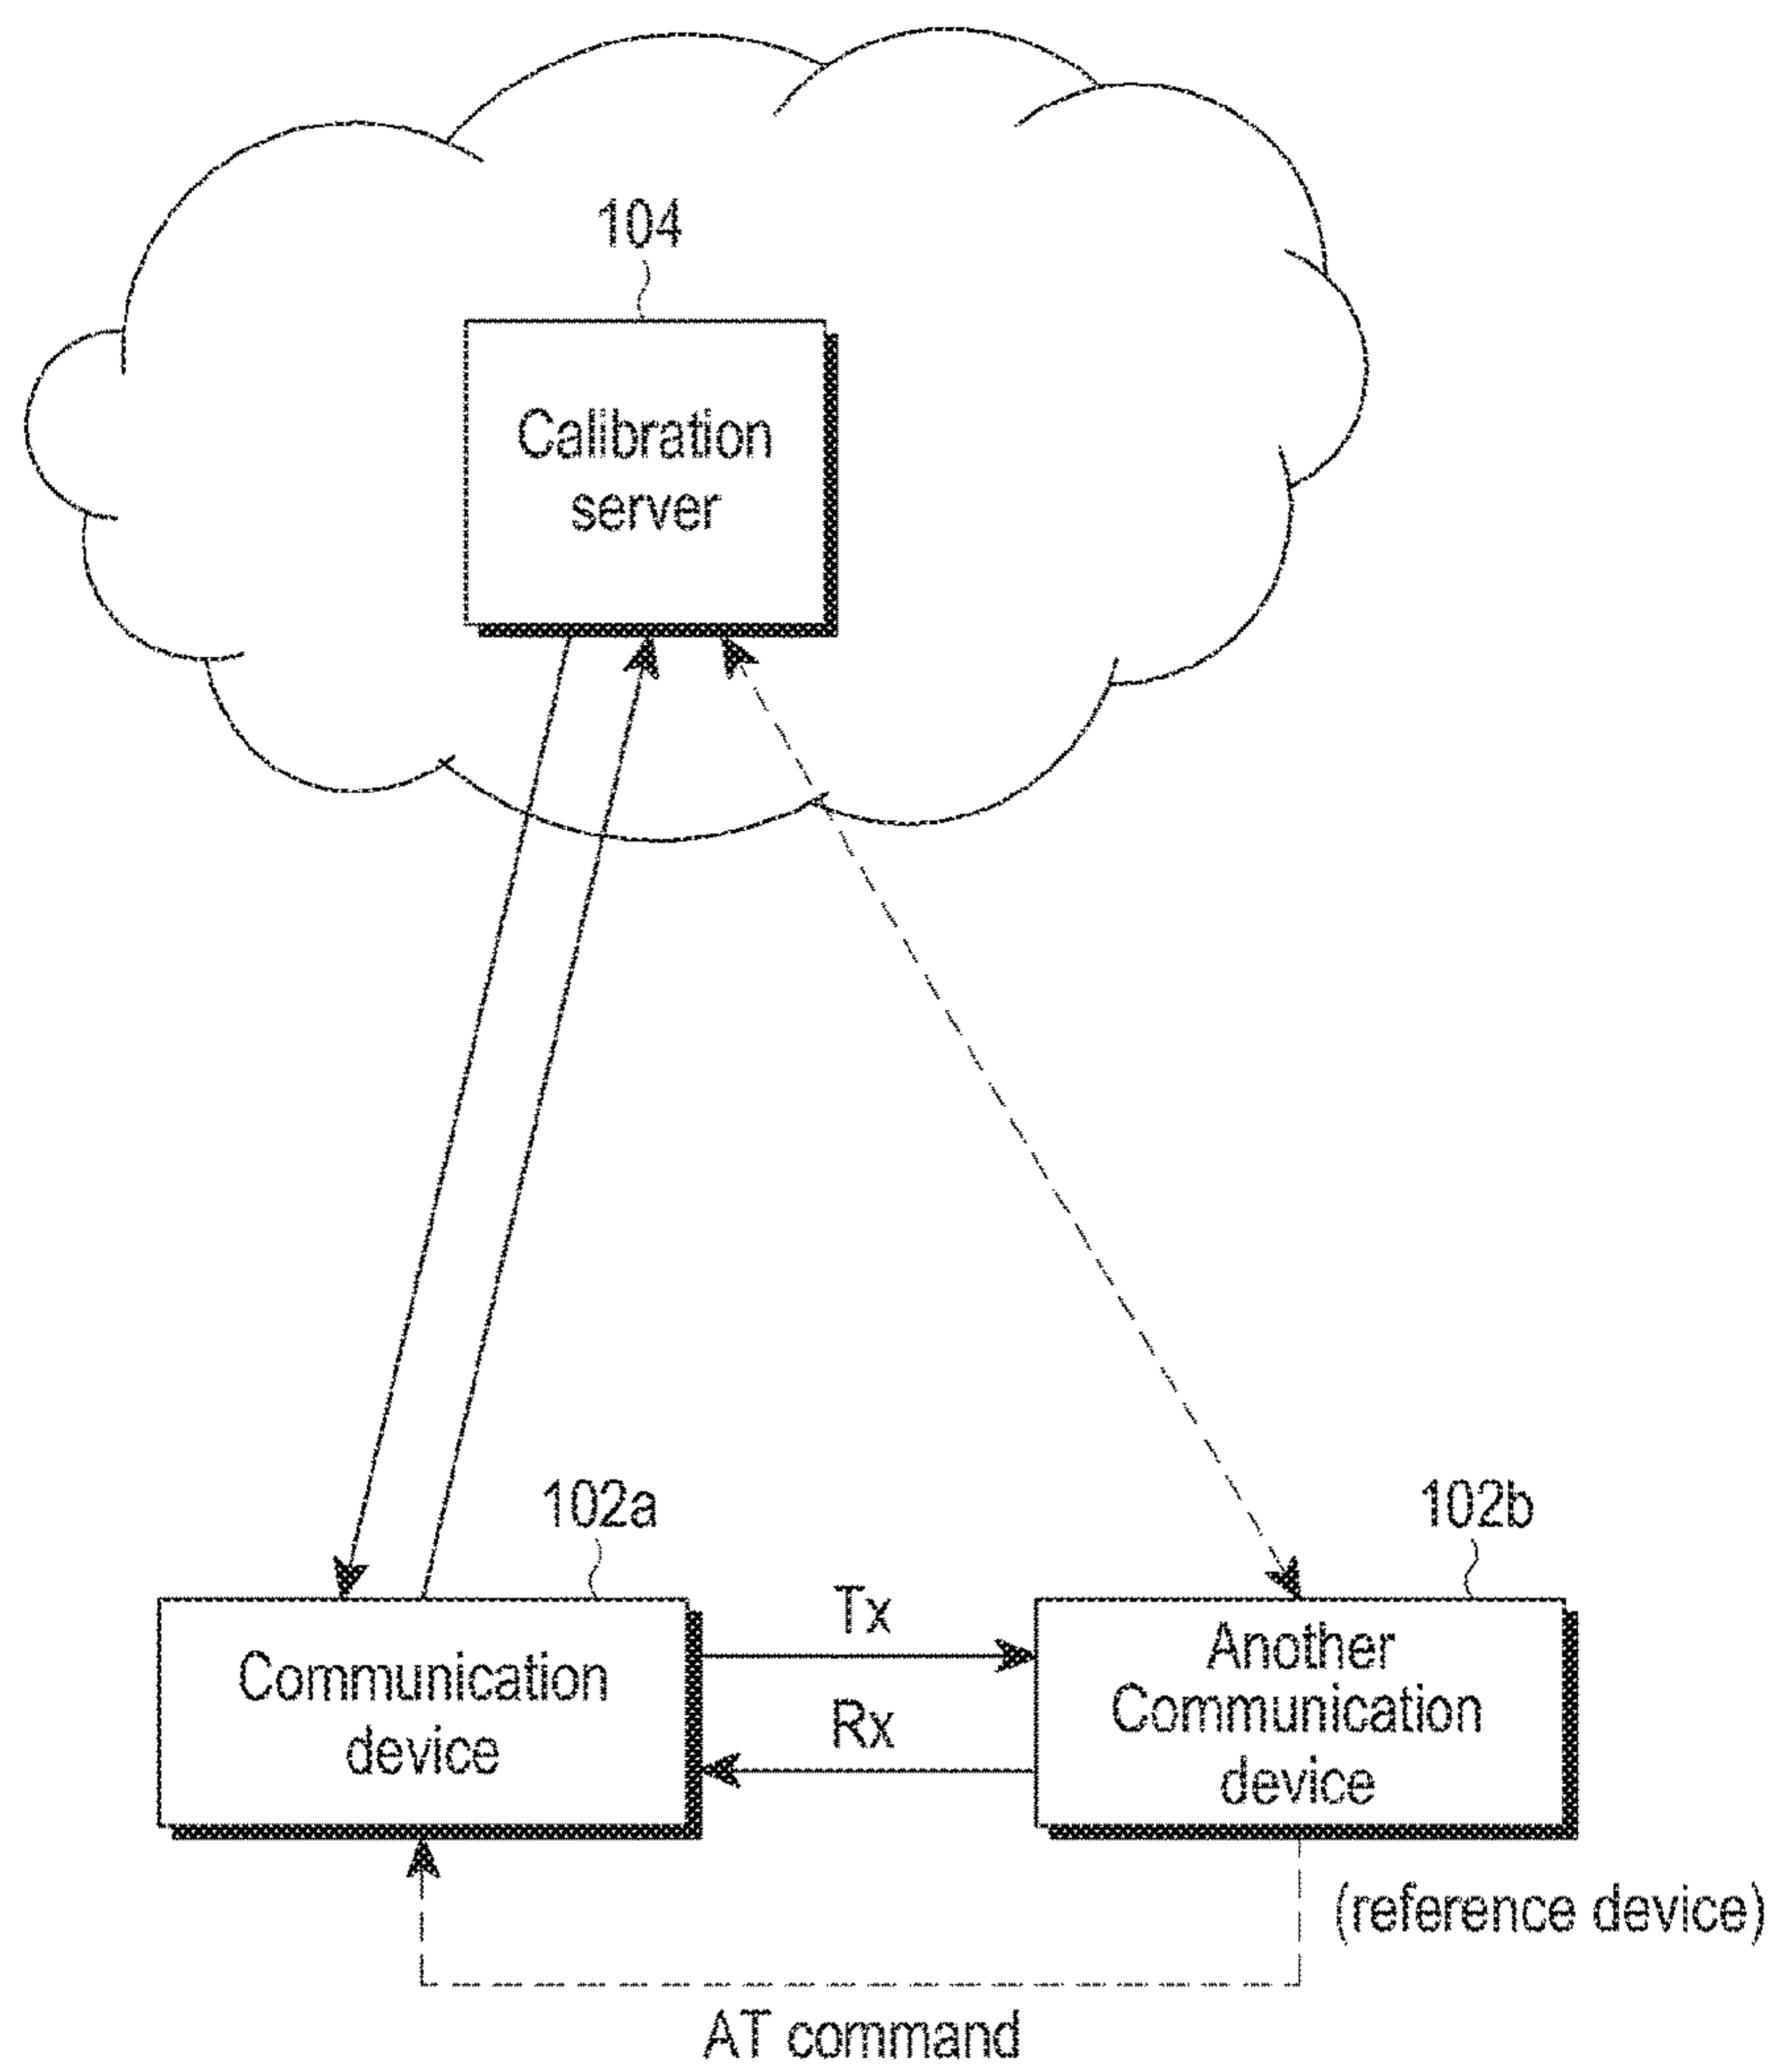 104
Calibration
server
102a
102b
Tx
Communication
device
Rx
Another
Communication
device
(reference device)
AT command